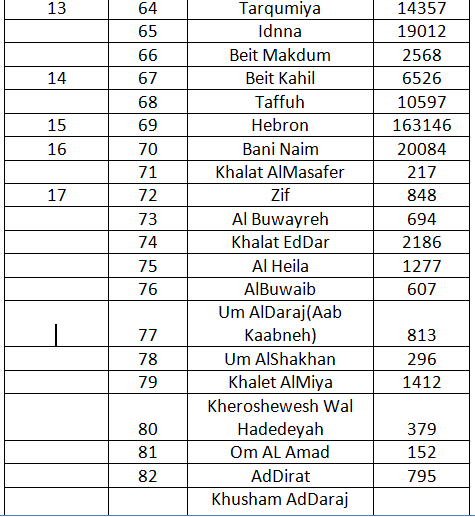 13 64 Tarqumiya 14357
65 Idnna 19012
66 Beit Makdum 2568
14 67 Beit Kahil 6526
68 Taffuh 10597
15 69 Hebron 163146
16 70 Bani Naim 20084
71 Khalat AlMasafer 217
17 72 Zif 848
73 Al Buwayreh 694
74 Khalat EdDar 2186
75 Al Heila 1277
76 AlBuwaib 607
Um AlDaraj(Aab
77 Kaabneh) 813
78 Um AlShakhan 296
79 Khalet AlMiya 1412
Kheroshewesh Wal
80 Hadedeyah 379
81 Om AL Amad 152
82 AdDirat 795
Khusham AdDaraj